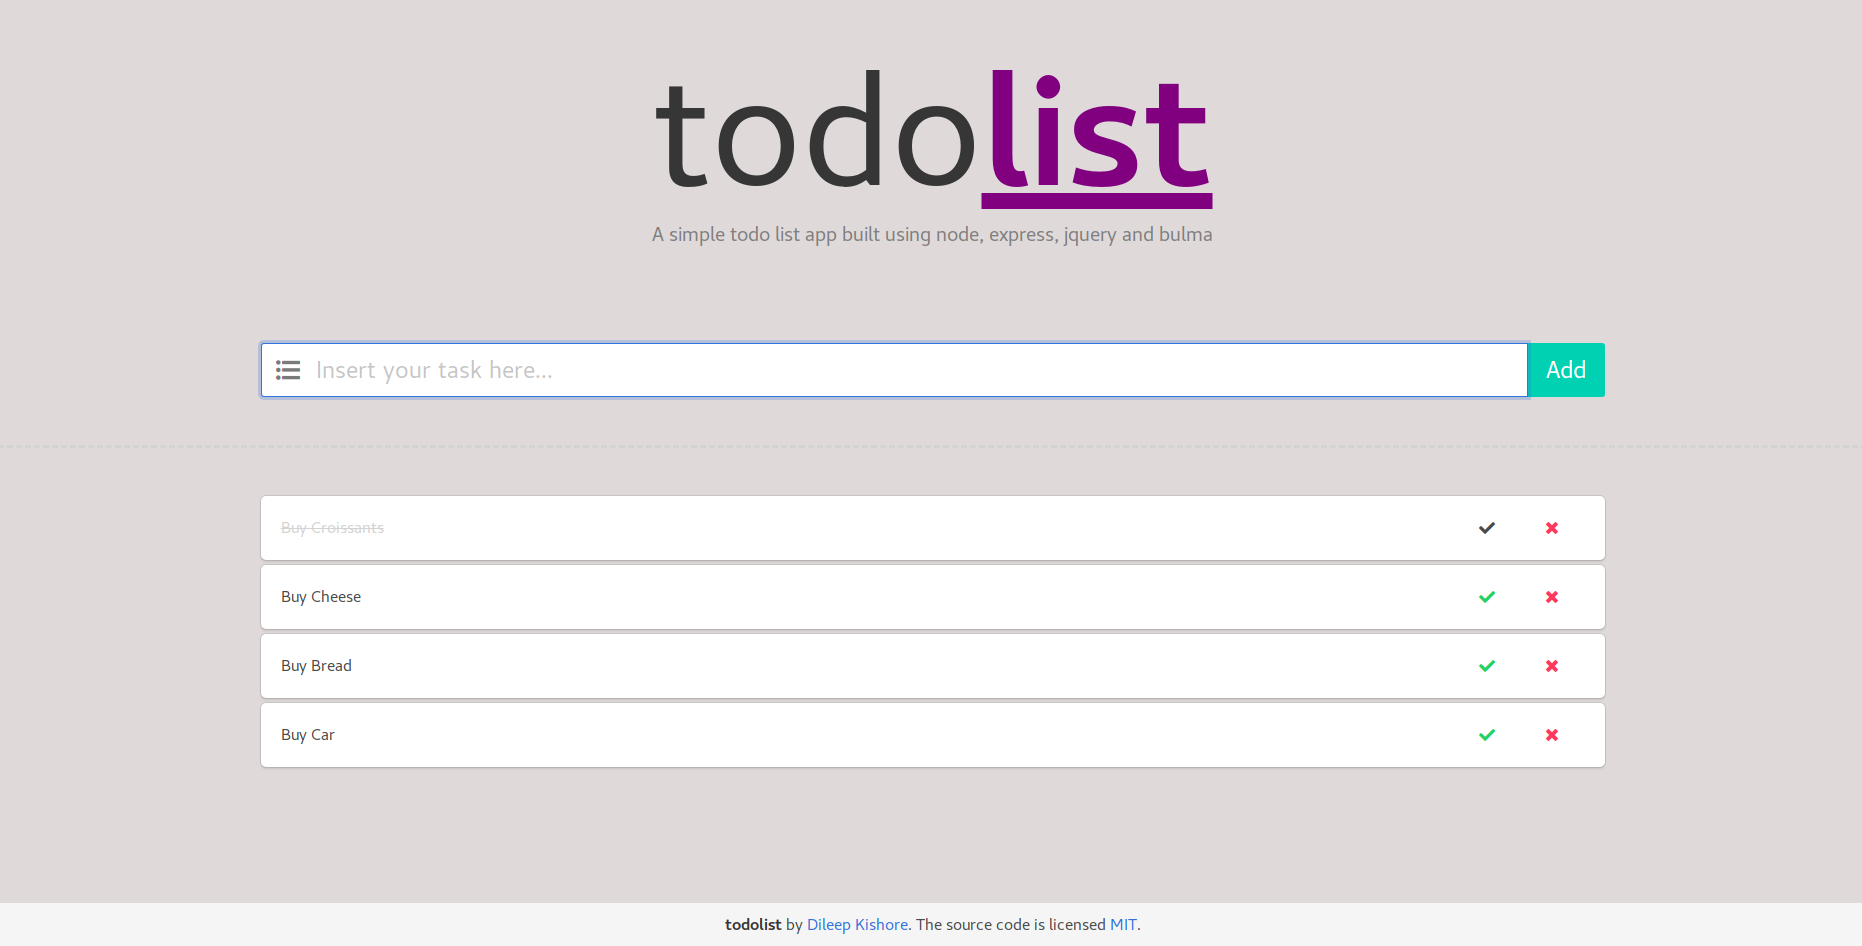 todolist
A simple todo list app built using node, express, jquery and bulma
Insert your task here...
Add
Buy Croissants
Buy Cheese
Buy Bread
Buy Car
todolist by Dileep Kishore. The source code is licensed MIT.